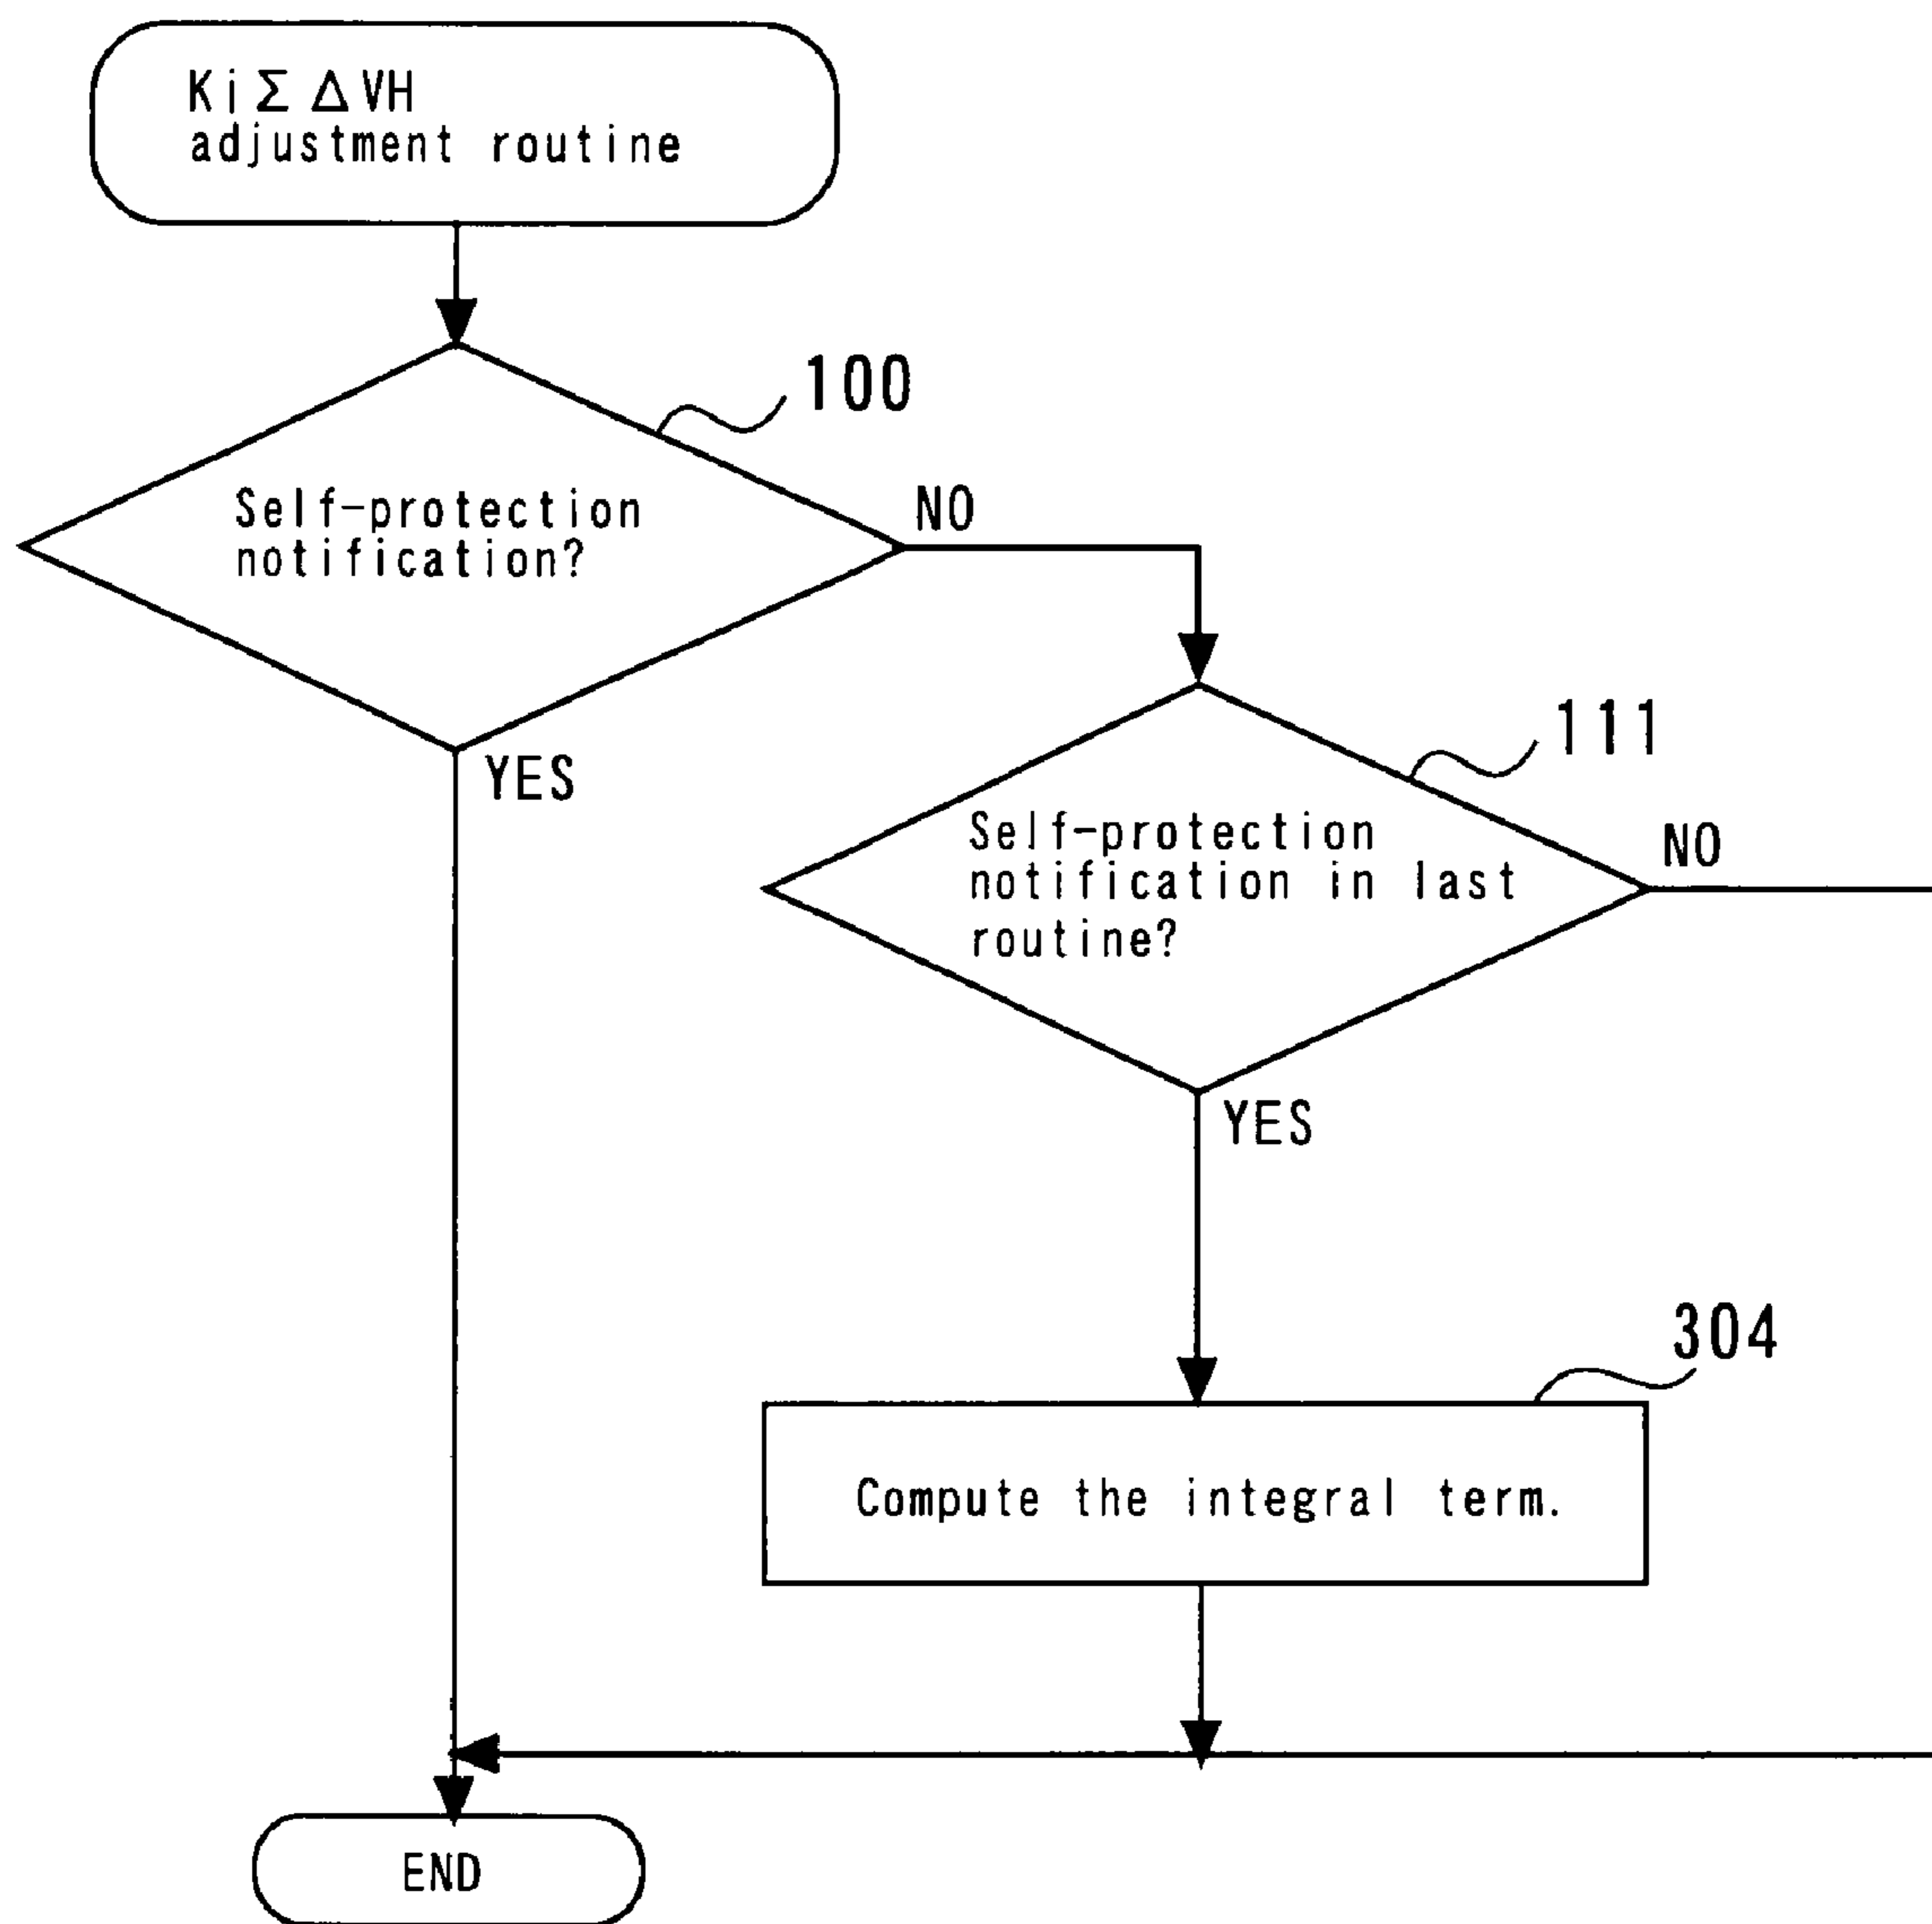 KiΣΔVH
adjustment routine
100
Self-protection
notification?
NO
YES
111
Self-protection
notification in last
routine?
NO
YES
304
Compute the integral term.
END